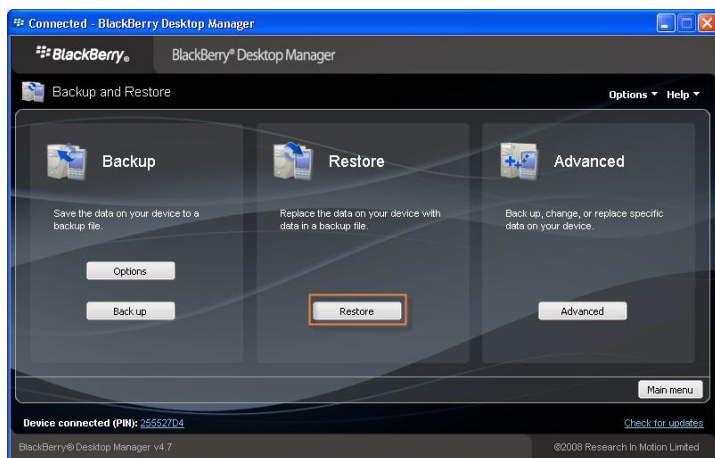 Connected - BlackBerry Desktop Manager
BlackBerry® BlackBerry® Desktop Manager
Backup and Restore Options Help
Backup Restore Advanced
Save the data on your device to a
backup file.
Replace the data on your device with
data in a backup file.
Back up, change, or replace specific
data on your device.
Options
Back up Restore Advanced
Main menu
Device connected (PIN): 255527D4 Check for updates
BlackBerry® Desktop Manager v4.7 ©2008 Research In Motion Limited